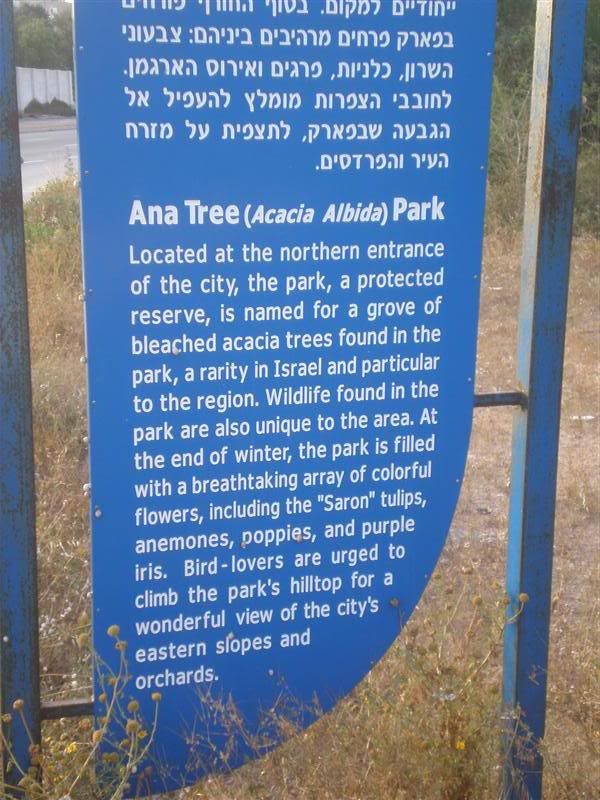 ייחודיים למקום. בסוף החורף פורחים
בפארק פרחים מרהיבים ביניהם: צבעוני
השרון, כלניות, פרגים ואירוס הארגמן.
לחובבי הצפרות מומלץ להעפיל אל
הגבעה שבפארק, לתצפית על מזרח
העיר והפרדסים.
Ana Tree (Acacia Albida) Park
Located at the northern entrance
of the city, the park, a protected
reserve, is named for a grove of
bleached acacia trees found in the
park, a rarity in Israel and particular
to the region. Wildlife found in the
park are also unique to the area. At
the end of winter, the park is filled
with a breathtaking array of colorful
flowers, including the "Saron" tulips,
anemones, poppies, and purple
iris. Bird-lovers are urged to
climb the park's hilltop for a
wonderful view of the city's
eastern slopes and
orchards.